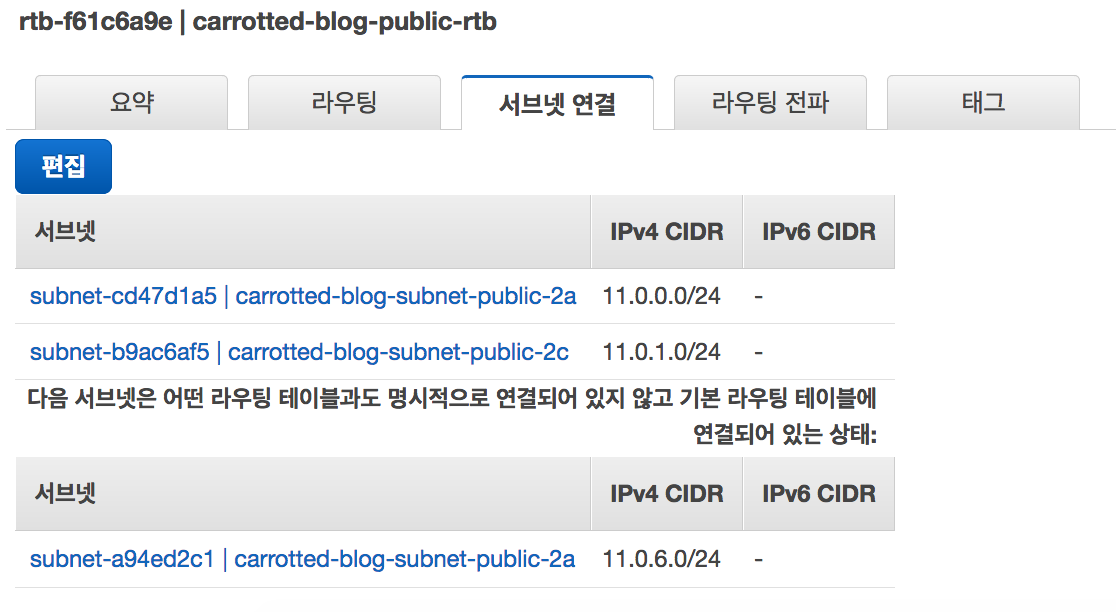 rtb-f61c6a9e | carrotted-blog-public-rtb
요약 라우팅 서브넷 연결 라우팅 전파 태그
편집
서브넷 IPv4 CIDR IPv6 CIDR
subnet-cd47d1a5 | carrotted-blog-subnet-public-2a 11.0.0.0/24 -
subnet-b9ac6af5 | carrotted-blog-subnet-public-2c 11.0.1.0/24 -
다음 서브넷은 어떤 라우팅 테이블과도 명시적으로 연결되어 있지 않고 기본 라우팅 테이블에
연결되어 있는 상태:
서브넷 IPv4 CIDR IPv6 CIDR
subnet-a94ed2c1 | carrotted-blog-subnet-public-2a 11.0.6.0/24 -